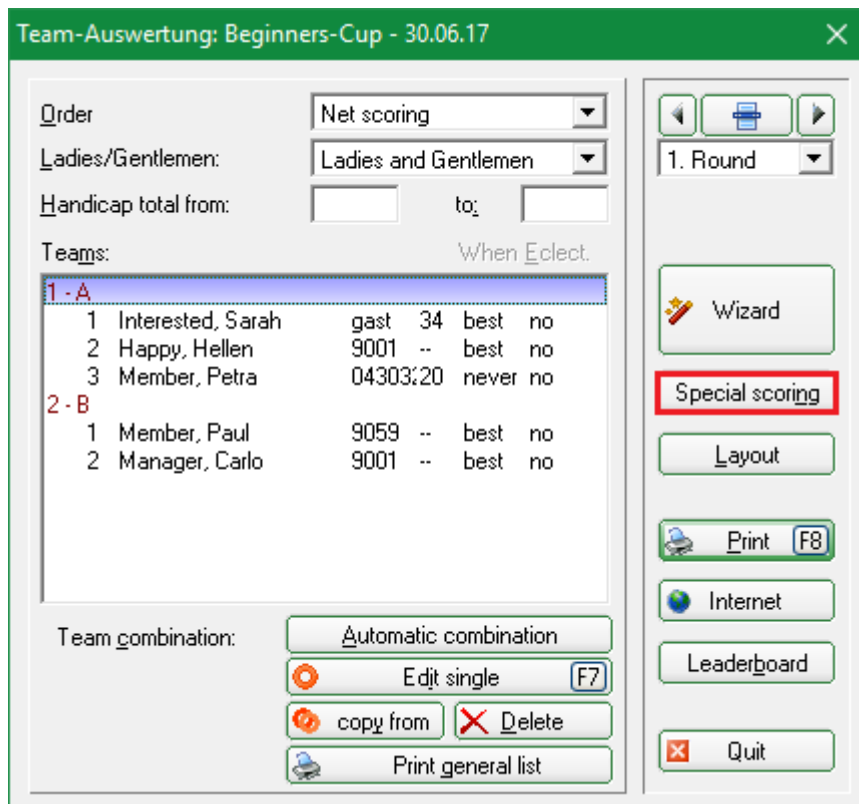 Team-Auswertung: Beginners-Cup - 30.06.17
Order Net scoring
Ladies/Gentlemen: Ladies and Gentlemen
Handicap total from: to:
Teams: When Eclect.
1 - A
1 Interested, Sarah gast 34 best no
2 Happy, Hellen 9001 -- best no
3 Member, Petra 04303220 never no
2 - B
1 Member, Paul 9059 -- best no
2 Manager, Carlo 9001 -- best no
Team combination: Automatic combination
Edit single F7
copy from Delete
Print general list
1. Round
Wizard
Special scoring
Layout
Print F8
Internet
Leaderboard
Quit